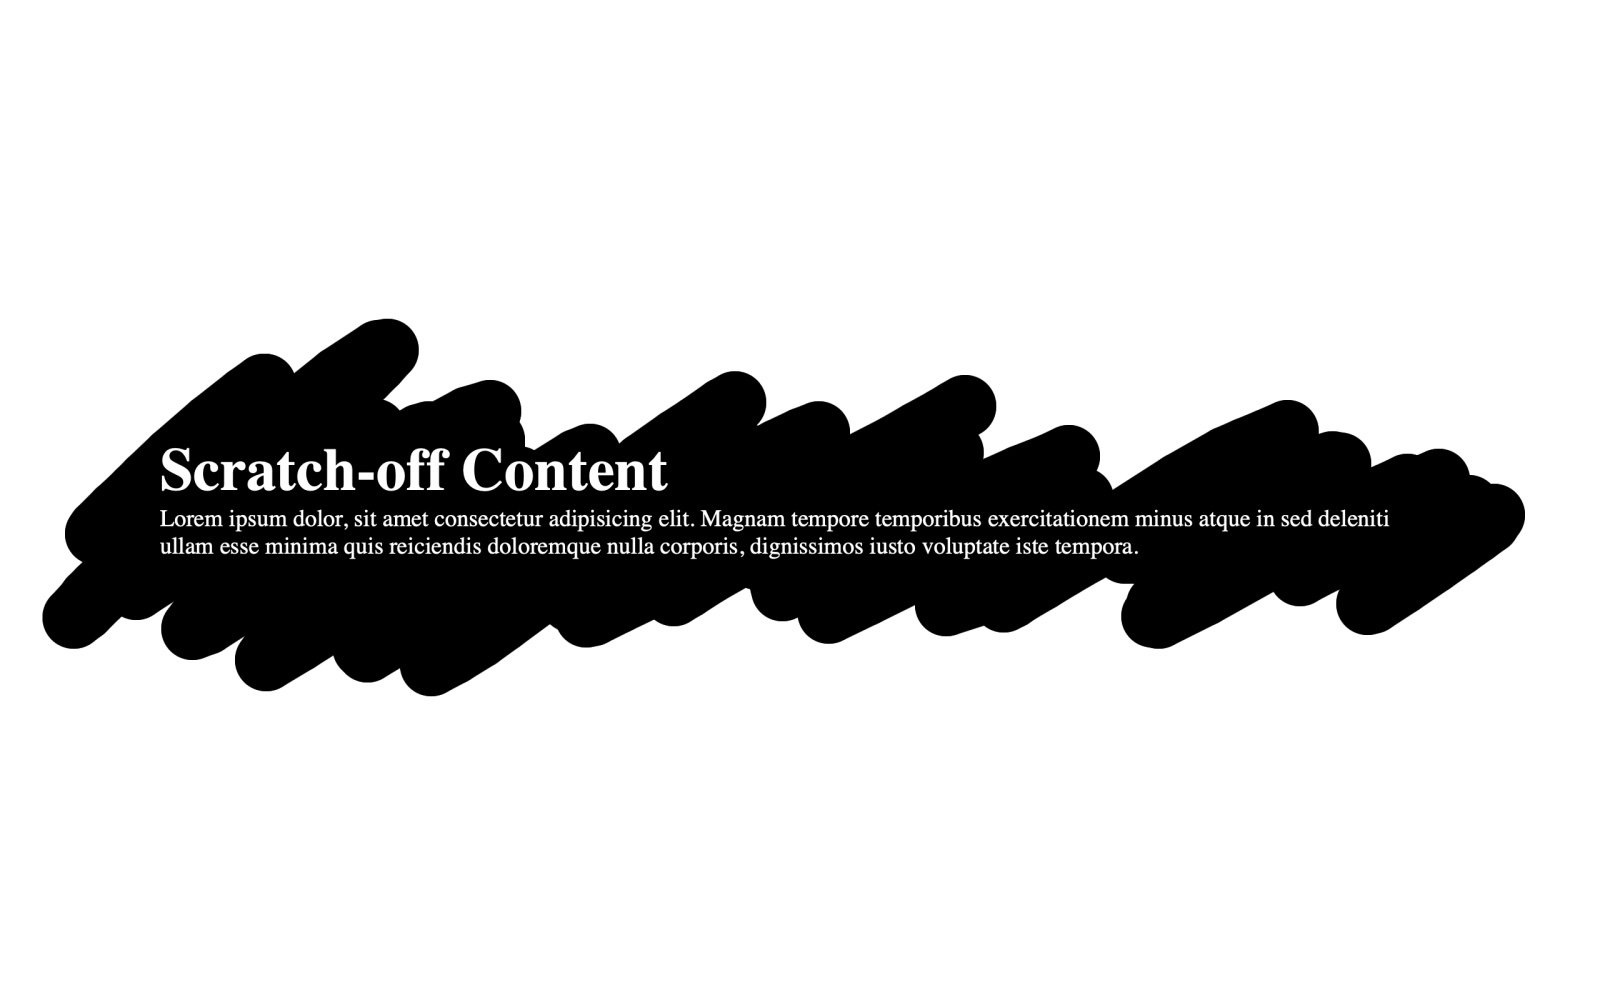 Scratch-off Content
Lorem ipsum dolor, sit amet consectetur adipisicing elit. Magnam tempore temporibus exercitationem minus atque in sed deleniti
ullam esse minima quis reiciendis doloremque nulla corporis, dignissimos iusto voluptate iste tempora.